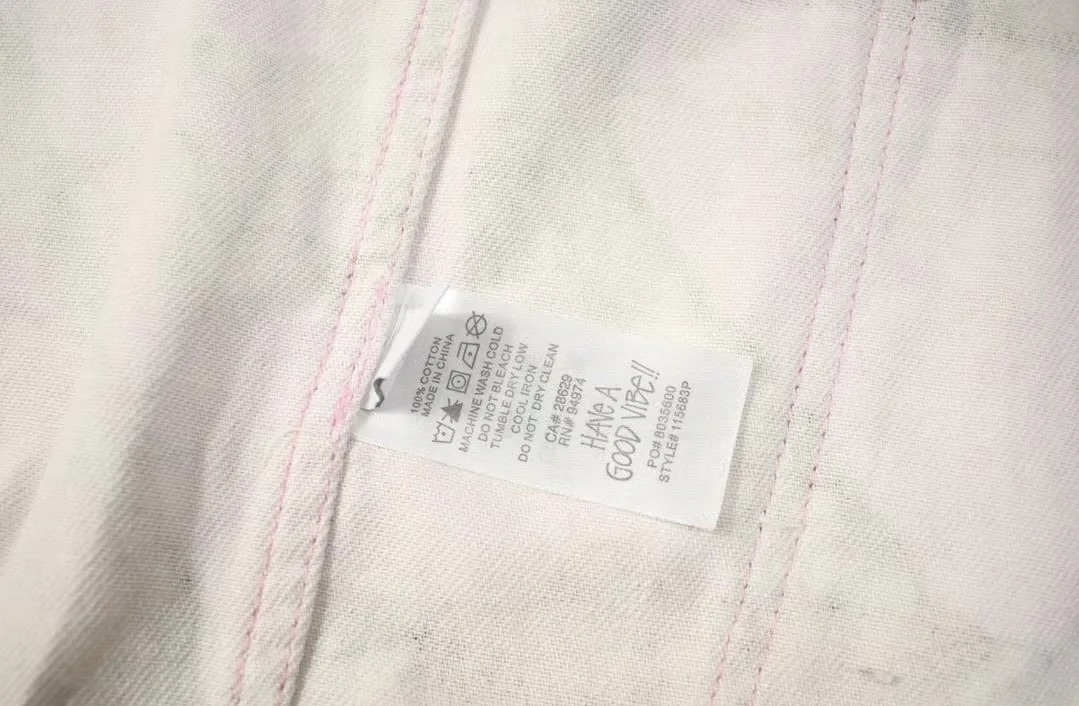 100% COTTON
MADE IN CHINA
MACHINE WASH COLD
DO NOT BLEACH
TUMBLE DRY LOW
COOL IRON
DO NOT DRY CLEAN
CA# 28629
RN# 94974
HAVE A
GOOD VIBE!!
PO# 8035600
STYLE# 115683P